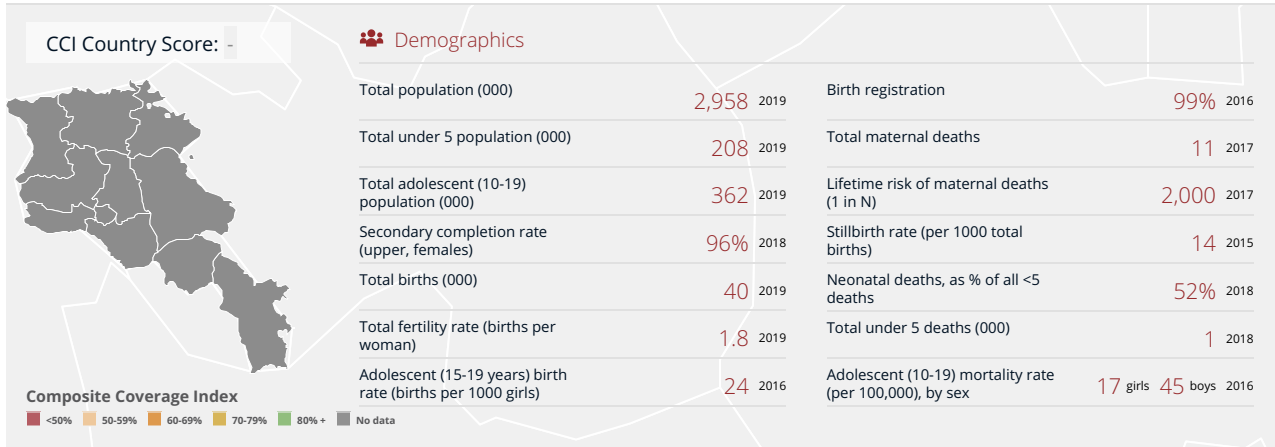 CCI Country Score: -
Demographics
Total population (000)
2,958 2019
Total under 5 population (000)
208 2019
Total adolescent (10-19)
population (000)
362 2019
Secondary completion rate
(upper, females)
96% 2018
Total births (000)
40 2019
Total fertility rate (births per
woman)
1.8 2019
Adolescent (15-19 years) birth
rate (births per 1000 girls)
24 2016
Birth registration
99% 2016
Total maternal deaths
11 2017
Lifetime risk of maternal deaths
(1 in N)
2,000 2017
Stillbirth rate (per 1000 total
births)
14 2015
Neonatal deaths, as % of all <5
deaths
52% 2018
Total under 5 deaths (000)
1 2018
Adolescent (10-19) mortality rate
(per 100,000), by sex
17 girls 45 boys 2016
Composite Coverage Index
<50% 50-59% 60-69% 70-79% 80% + No data